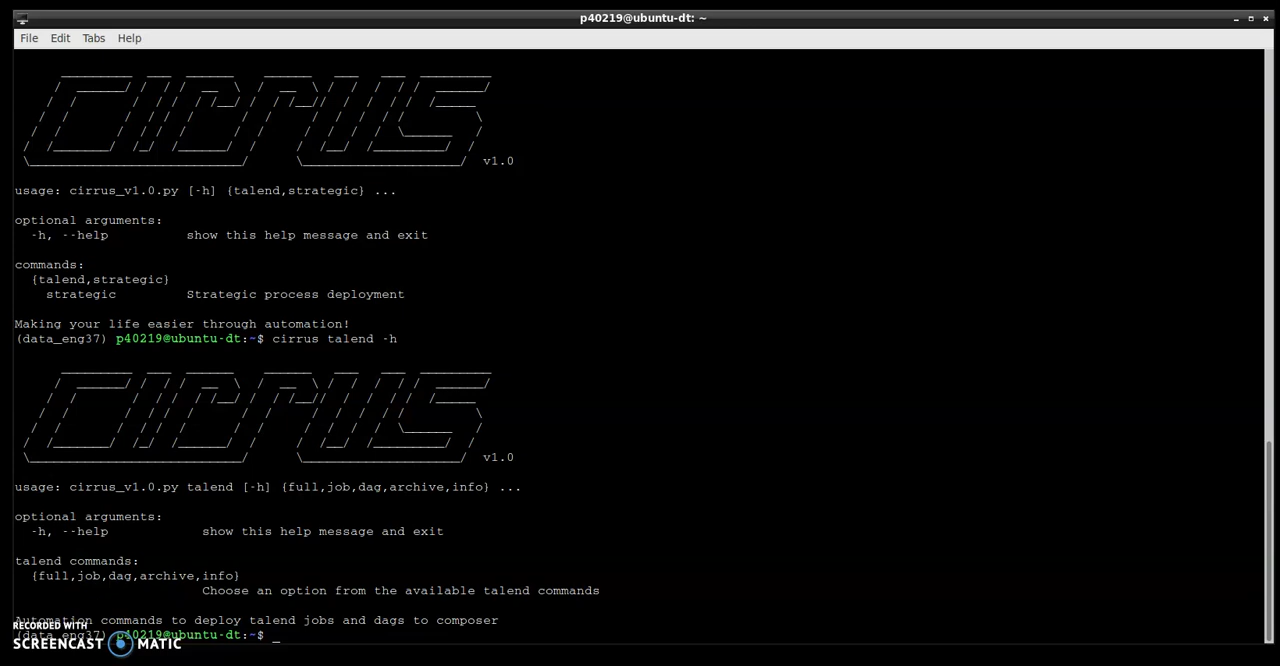 p40219@ubuntu-dt: ~
File Edit Tabs Help
CIRRUS
v1.0
usage: cirrus_v1.0.py [-h] {talend,strategic} ...
optional arguments:
-h, --help show this help message and exit
commands:
{talend,strategic}
strategic Strategic process deployment
Making your life easier through automation!
(data_eng37) p40219@ubuntu-dt:~$ cirrus talend -h
CIRRUS
v1.0
usage: cirrus_v1.0.py talend [-h] {full,job,dag,archive,info} ...
optional arguments:
-h, --help show this help message and exit
talend commands:
{full,job,dag,archive,info}
Choose an option from the available talend commands
Automation commands to deploy talend jobs and dags to composer
(data_eng37) p40219@ubuntu-dt:~$ _
RECORDED WITH
SCREENCAST MATIC